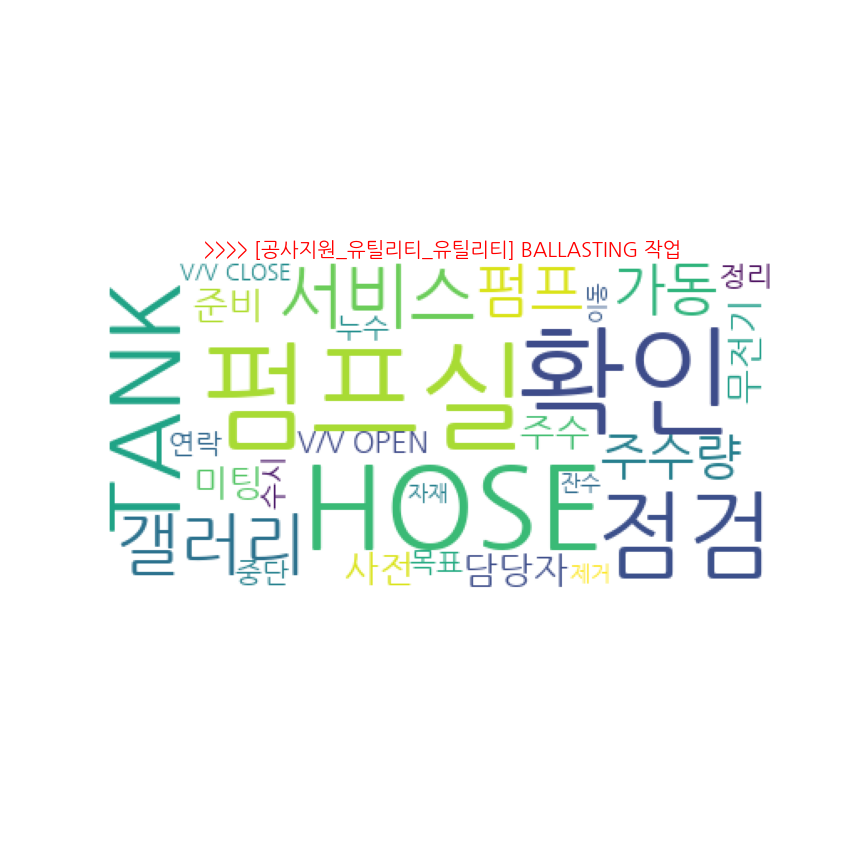 >>>> [공사지원_유틸리티_유틸리티] BALLASTING 작업
V/V CLOSE
서비스
펌프
이동
가동
정리
준비
누수
무전기
TANK
펌프실
확인
연락
V/V OPEN
주수
주수량
미팅
수시
HOSE
자재
잔수
점검
갤러리
중단
사전
목표
담당자
제거